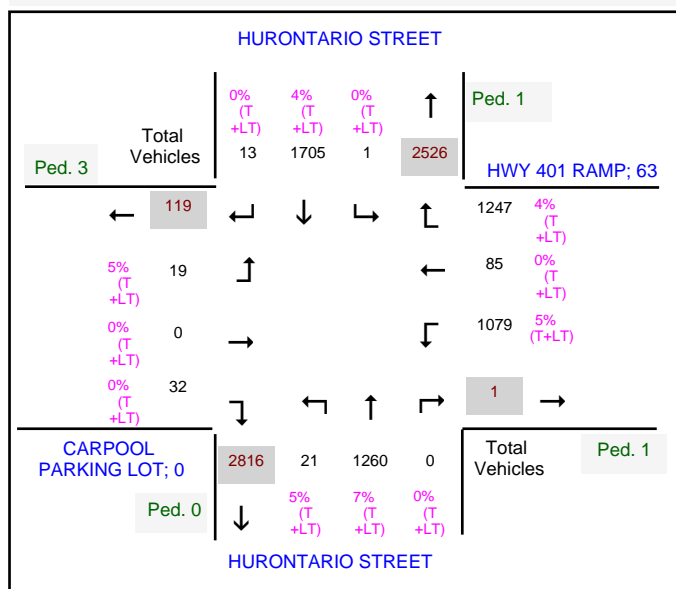 HURONTARIO STREET
0% 4% 0%
(T (T (T
+LT) +LT) +LT)
Ped. 1
Total
Vehicles
13 1705 1 2526
Ped. 3
HWY 401 RAMP; 63
119
1247 4%
(T
+LT)
5%
(T
+LT)
19
85 0%
(T
+LT)
0%
(T
+LT)
0
1079 5%
(T+LT)
0%
(T
+LT)
32
1
CARPOOL
PARKING LOT; 0
2816 21 1260 0
Total
Vehicles
Ped. 1
Ped. 0
5% 7% 0%
(T (T (T
+LT) +LT) +LT)
HURONTARIO STREET